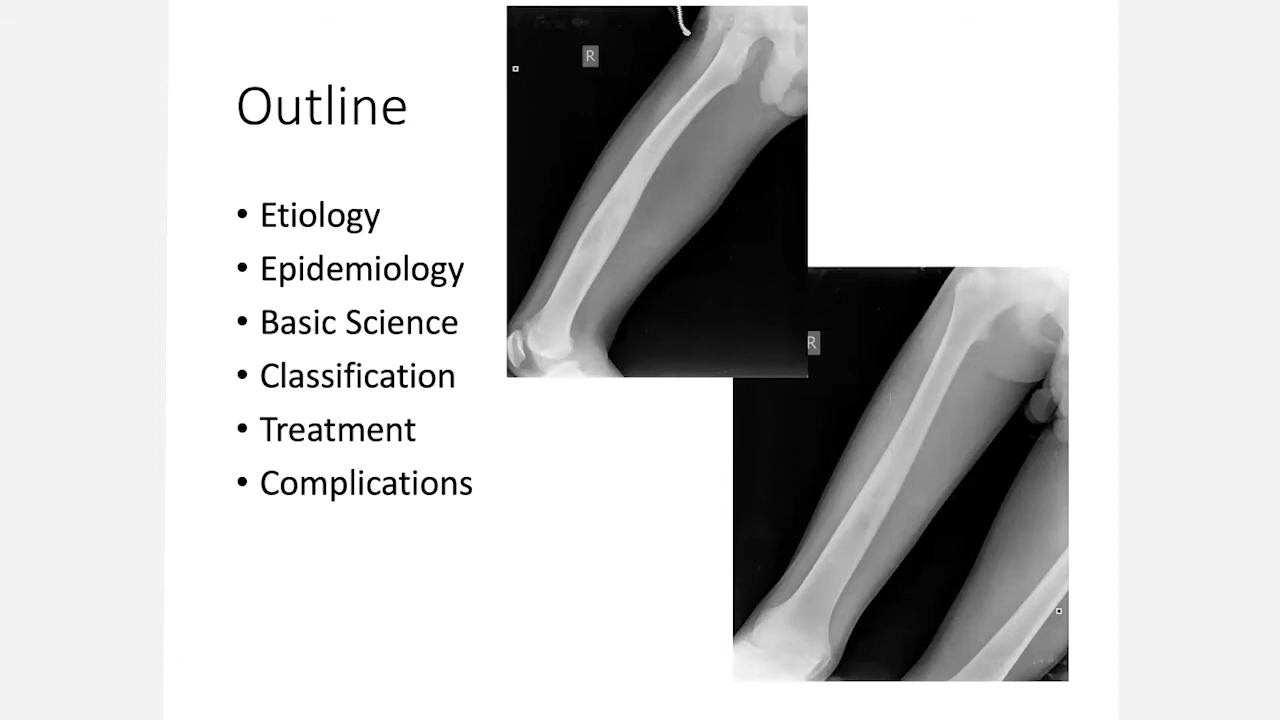 Outline
• Etiology
• Epidemiology
• Basic Science
• Classification
• Treatment
• Complications
R
R